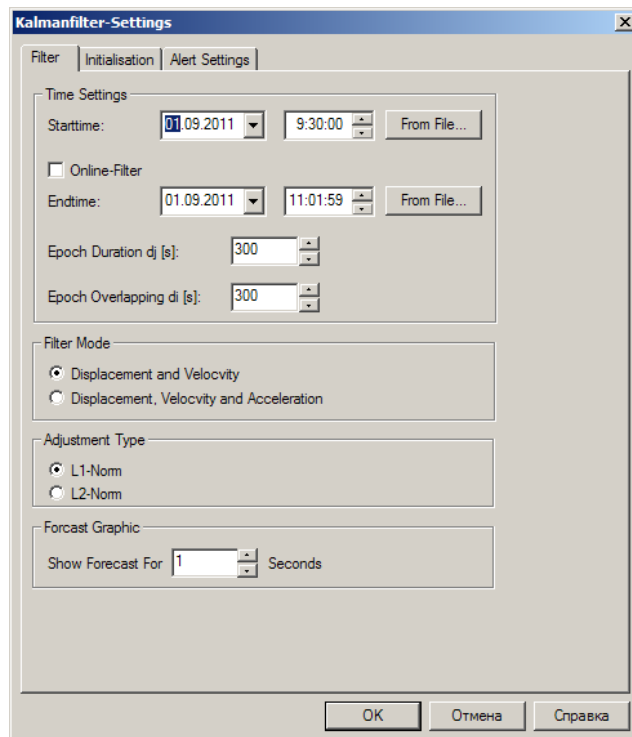 Kalmanfilter-Settings
Filter Initialisation Alert Settings
Time Settings
Starttime: 01.09.2011 9:30:00 From File...
Online-Filter
Endtime: 01.09.2011 11:01:59 From File...
Epoch Duration dj [s]: 300
Epoch Overlapping di [s]: 300
Filter Mode
Displacement and Velocvity
Displacement, Velocvity and Acceleration
Adjustment Type
L1-Norm
L2-Norm
Forcast Graphic
Show Forecast For 1 Seconds
OK Отмена Справка